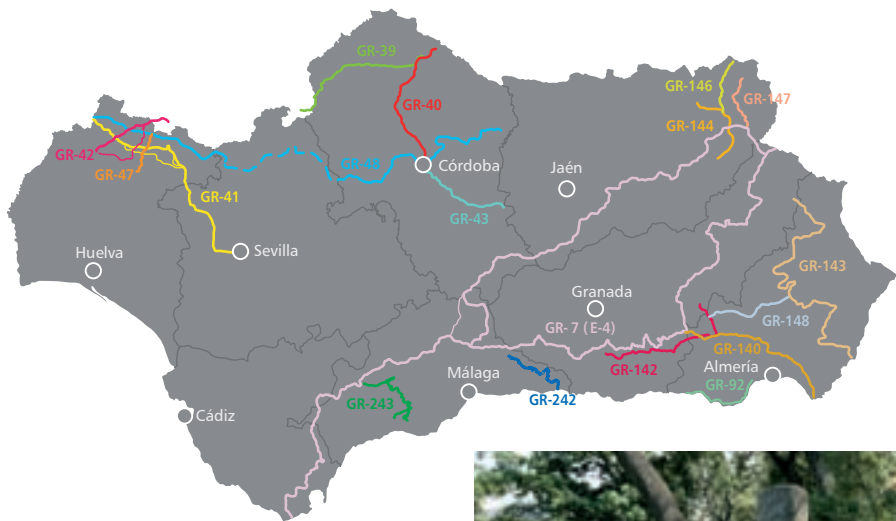 GR-39
GR-40
GR-146
GR-147
GR-144
GR-42
GR-47
GR-48
Córdoba
Jaén
GR-41
GR-43
Sevilla
Huelva
GR-143
Granada
GR-148
GR- 7 ( E-4 )
GR-140
GR-142
Almería
Málaga
GR-92
GR-243
GR-242
Cádiz